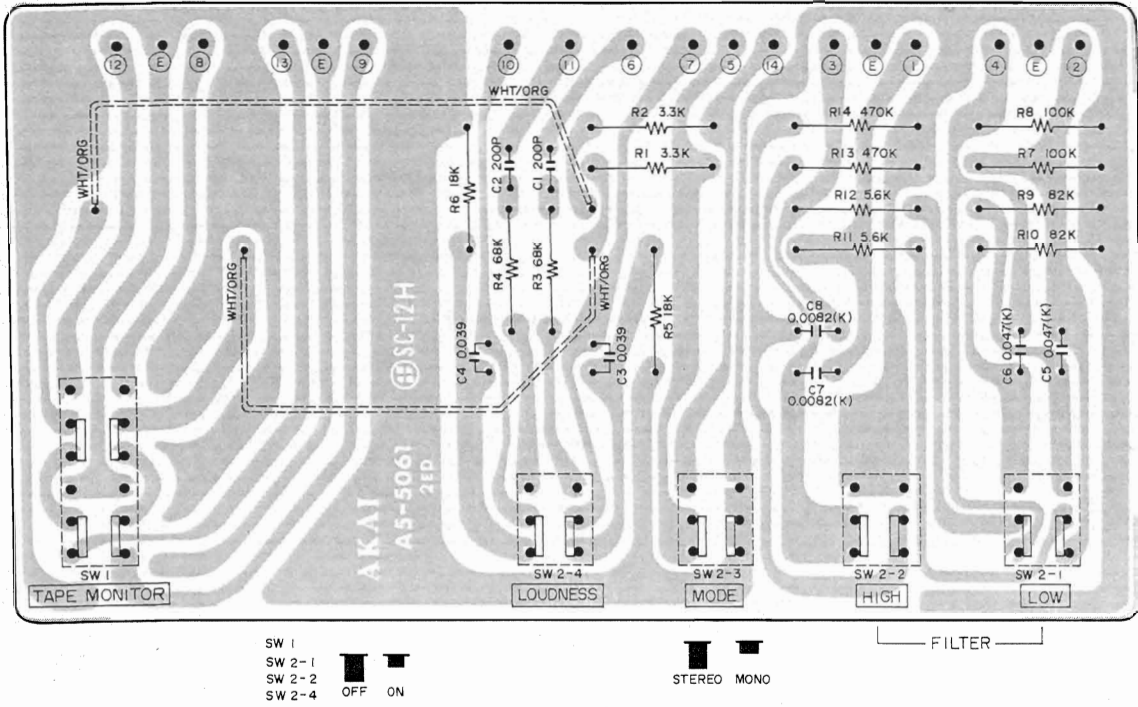 12 E 8 13 E 9 10 11 6 7 5 14 3 E 1 4 E 2
WHT/ORG
WHT/ORG
WHT/ORG
WHT/ORG
R2 3.3K
R1 3.3K
R14 470K
R13 470K
R12 5.6K
R11 5.6K
R8 100K
R7 100K
R9 82K
R10 82K
R6 18K
C2 200P
C1 200P
R4 68K
R3 68K
R5 18K
C4 0.039
C3 0.039
C8
0.0082(K)
C7
0.0082(K)
C6 0.047(K)
C5 0.047(K)
SC-12H
AKAI
A5-5061
2ED
SW 1
TAPE MONITOR
SW 2-4
LOUDNESS
SW2-3
MODE
SW 2-2
HIGH
SW 2-1
LOW
FILTER
SW 1
SW 2-1
SW 2-2
SW 2-4
OFF ON
STEREO MONO